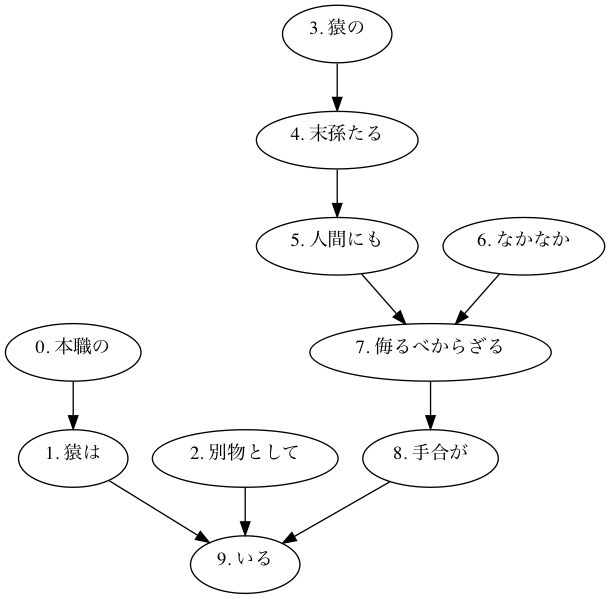 3. 猿の
4. 末孫たる
5. 人間にも
6. なかなか
0. 本職の
7. 侮るべからざる
1. 猿は
2. 別物として
8. 手合が
9. いる